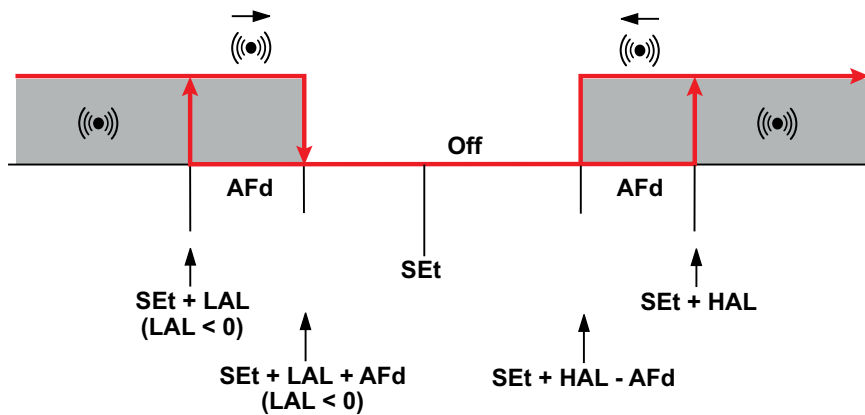 Off
AFd
AFd
SEt
SEt + LAL
(LAL < 0)
SEt + HAL
SEt + LAL + AFd
(LAL < 0)
SEt + HAL - AFd